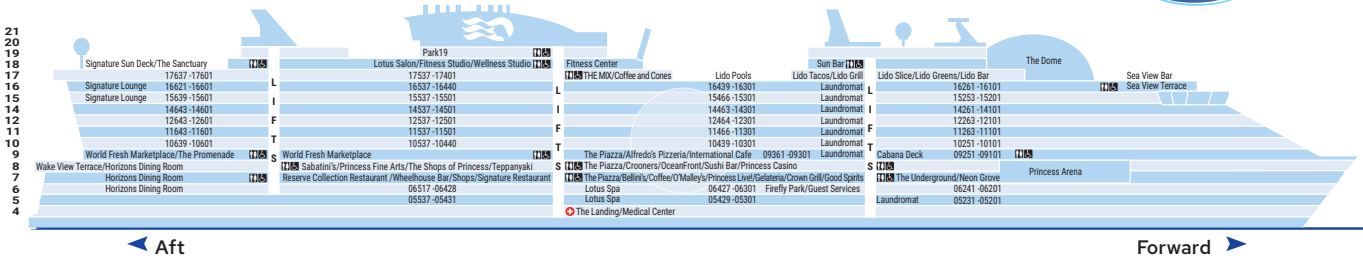 21
20
19 Park19
18 Signature Sun Deck/The Sanctuary Lotus Salon/Fitness Studio/Wellness Studio Fitness Center Sun Bar The Dome
17 17637 -17601 17537 -17401 THE MIX/Coffee and Cones Lido Pools Lido Tacos/Lido Grill Lido Slice/Lido Greens/Lido Bar Sea View Bar
16 Signature Lounge 16621 -16601 16537 -16440 16439 -16301 Laundromat 16261 -16101 Sea View Terrace
15 Signature Lounge 15639 -15601 15537 -15501 15466 -15301 Laundromat 15253 -15201
14 14643 -14601 14537 -14501 14463 -14301 Laundromat 14261 -14101
12 12643 -12601 12537 -12501 12464 -12301 Laundromat 12263 -12101
11 11643 -11601 11537 -11501 11466 -11301 Laundromat 11263 -11101
10 10639 -10601 10537 -10440 10439 -10301 Laundromat 10251 -10101
9 World Fresh Marketplace/The Promenade World Fresh Marketplace The Piazza/Alfredo's Pizzeria/International Cafe 09361 -09301 Laundromat Cabana Deck 09251 -09101
8 Wake View Terrace/Horizons Dining Room Sabatini's/Princess Fine Arts/The Shops of Princess/Teppanyaki The Piazza/Crooners/OceanFront/Sushi Bar/Princess Casino Princess Arena
7 Horizons Dining Room Reserve Collection Restaurant /Wheelhouse Bar/Shops/Signature Restaurant The Piazza/Bellini's/Coffee/O'Malley's/Princess Live!/Gelateria/Crown Grill/Good Spirits The Underground/Neon Grove
6 Horizons Dining Room 06517 -06428 Lotus Spa 06427 -06301 Firefly Park/Guest Services 06241 -06201
5 05537 -05431 Lotus Spa 05429 -05301 Laundromat 05231 -05201
4 The Landing/Medical Center
LIFTS
LIFTS
LIFTS
Aft Forward